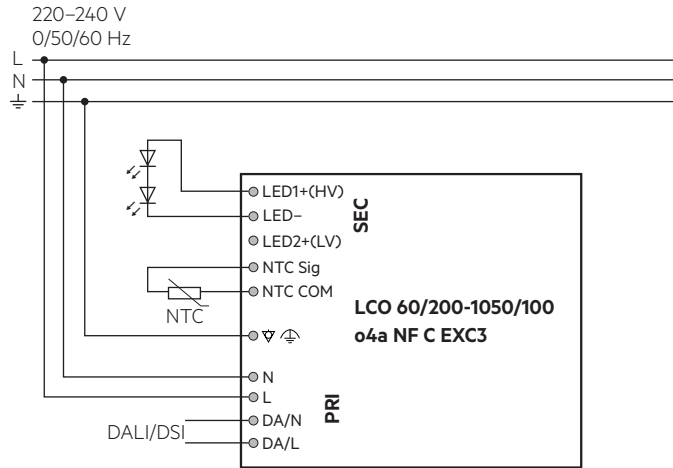 220–240 V
0/50/60 Hz
L
N
LED1+(HV)
LED–
LED2+(LV)
NTC Sig
NTC COM
SEC
NTC
LCO 60/200-1050/100
o4a NF C EXC3
N
L
PRI
DALI/DSI
DA/N
DA/L